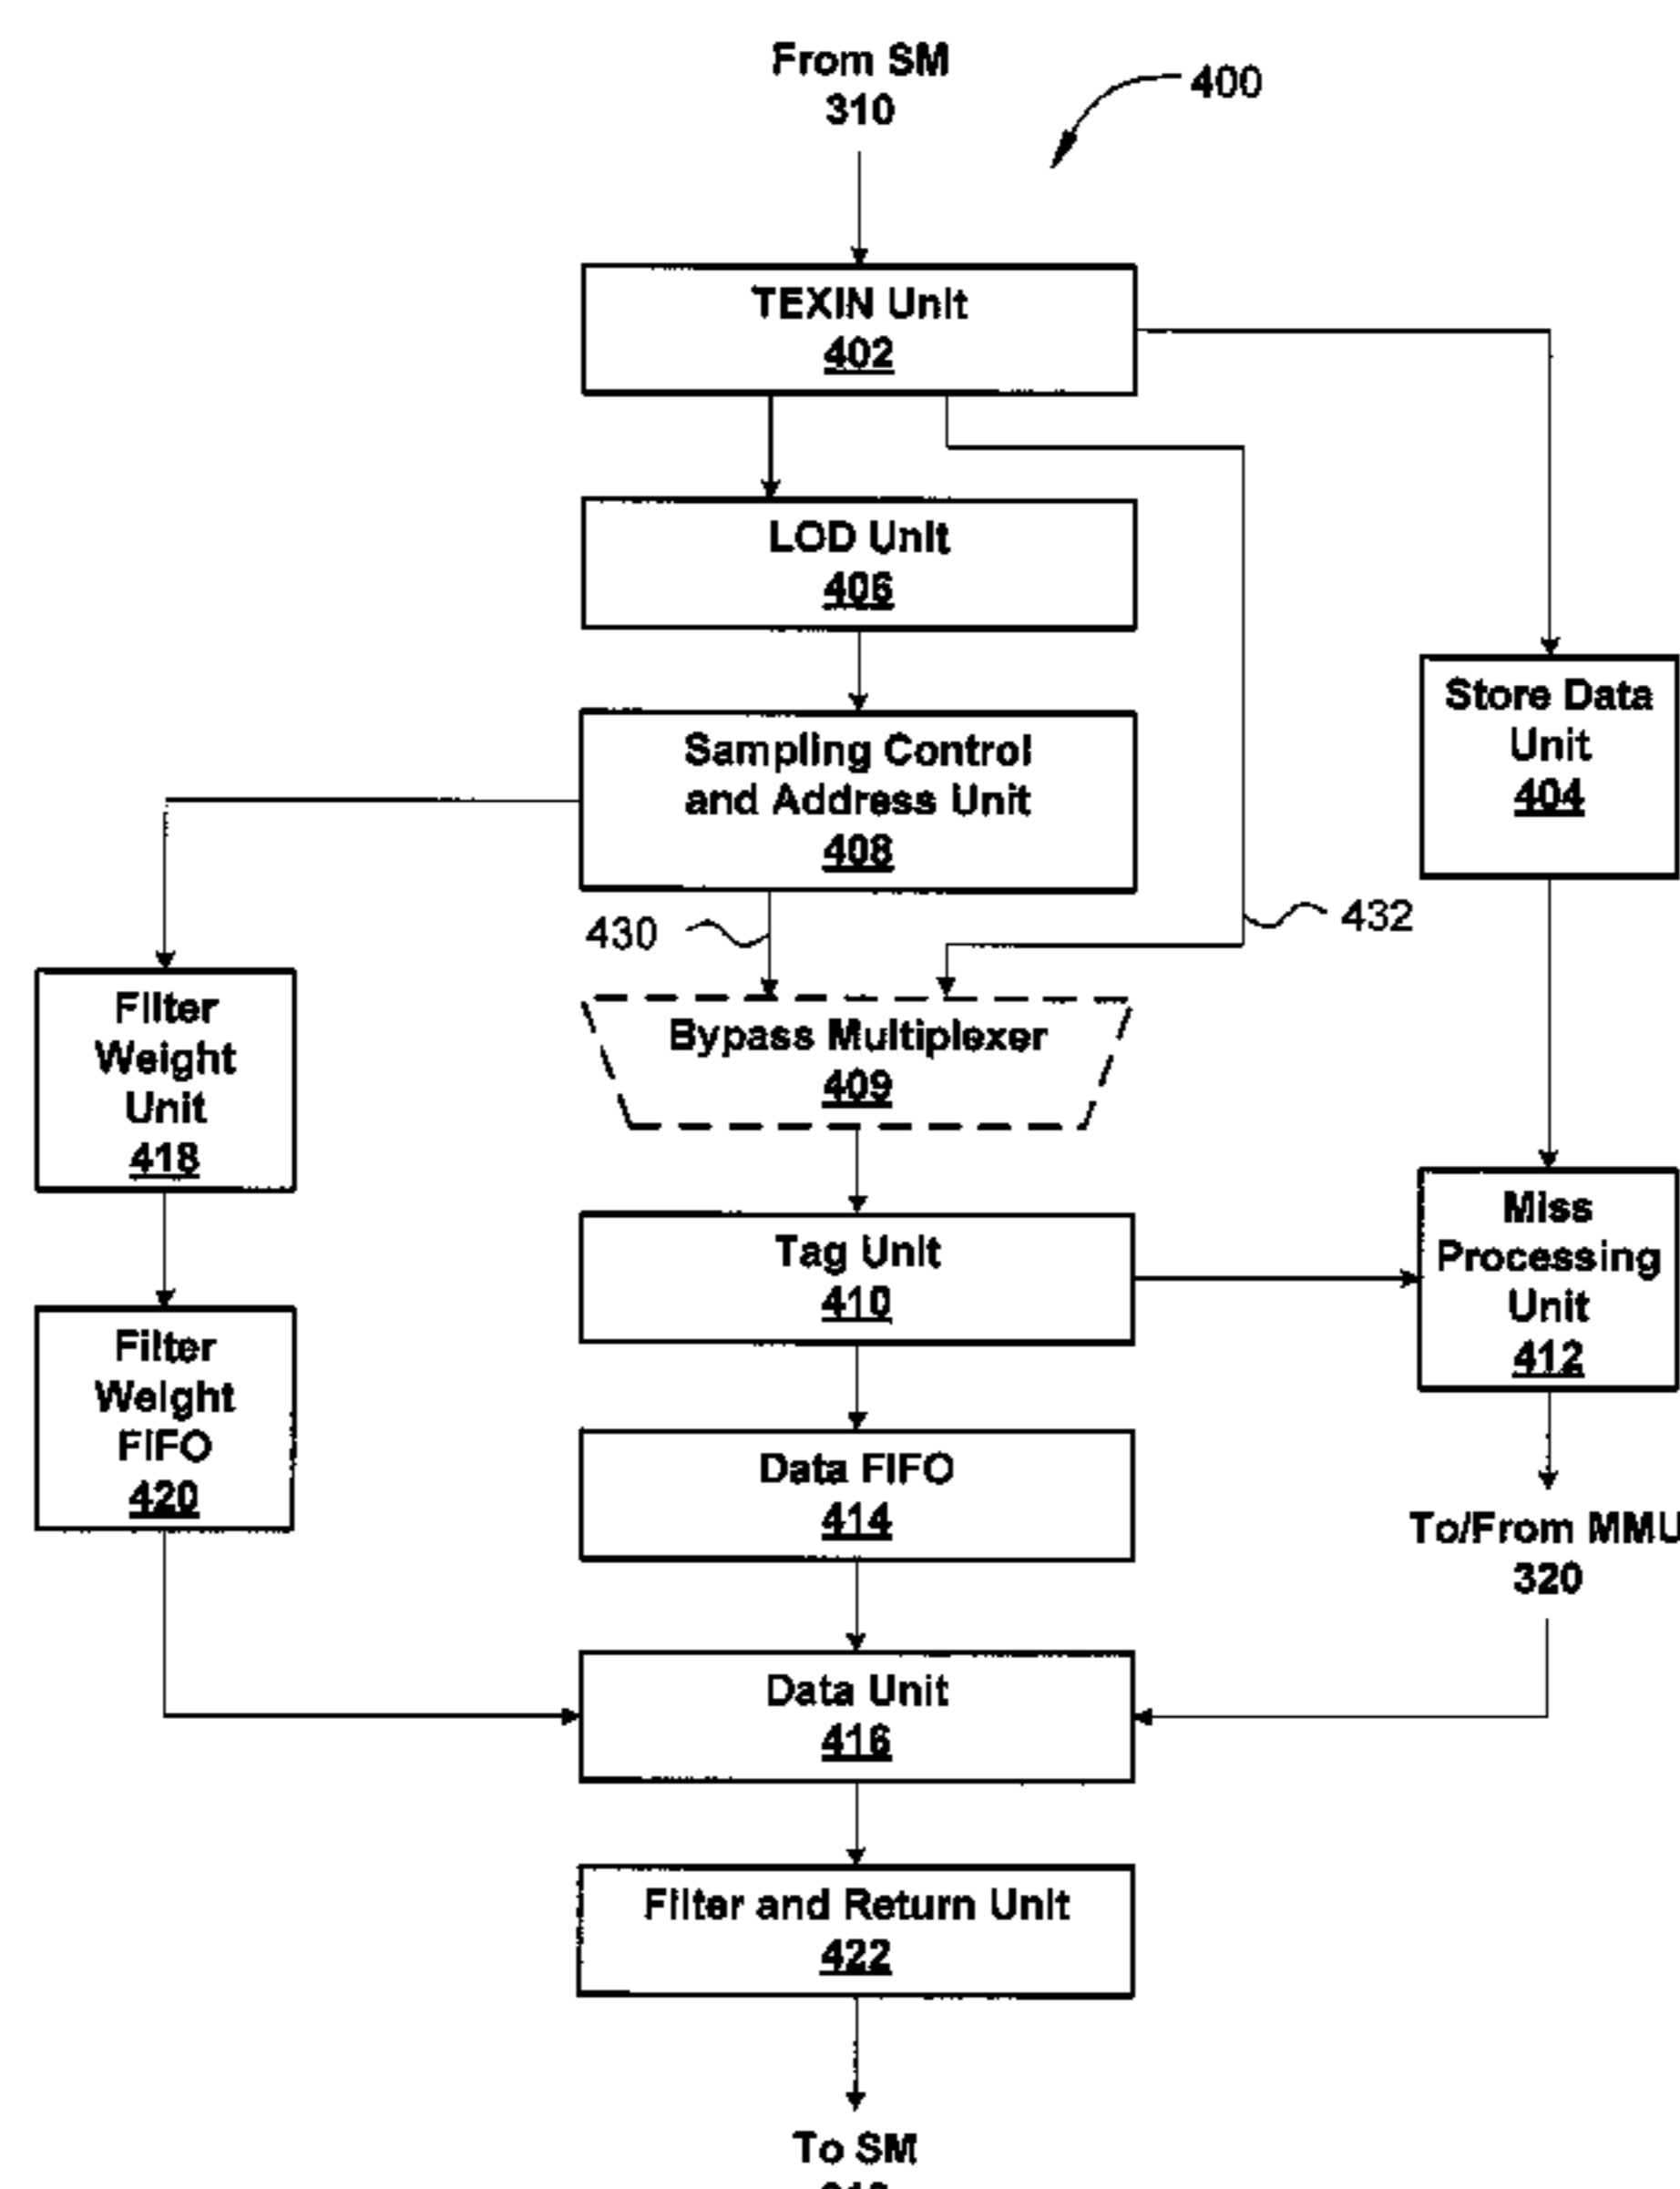 From SM
310
400
TEXIN Unit
402
LOD Unit
406
Sampling Control
and Address Unit
408
Store Data
Unit
404
430
432
Filter
Weight
Unit
418
Bypass Multiplexer
409
Tag Unit
410
Miss
Processing
Unit
412
Filter
Weight
FIFO
420
Data FIFO
414
To/From MMU
320
Data Unit
416
Filter and Return Unit
422
To SM